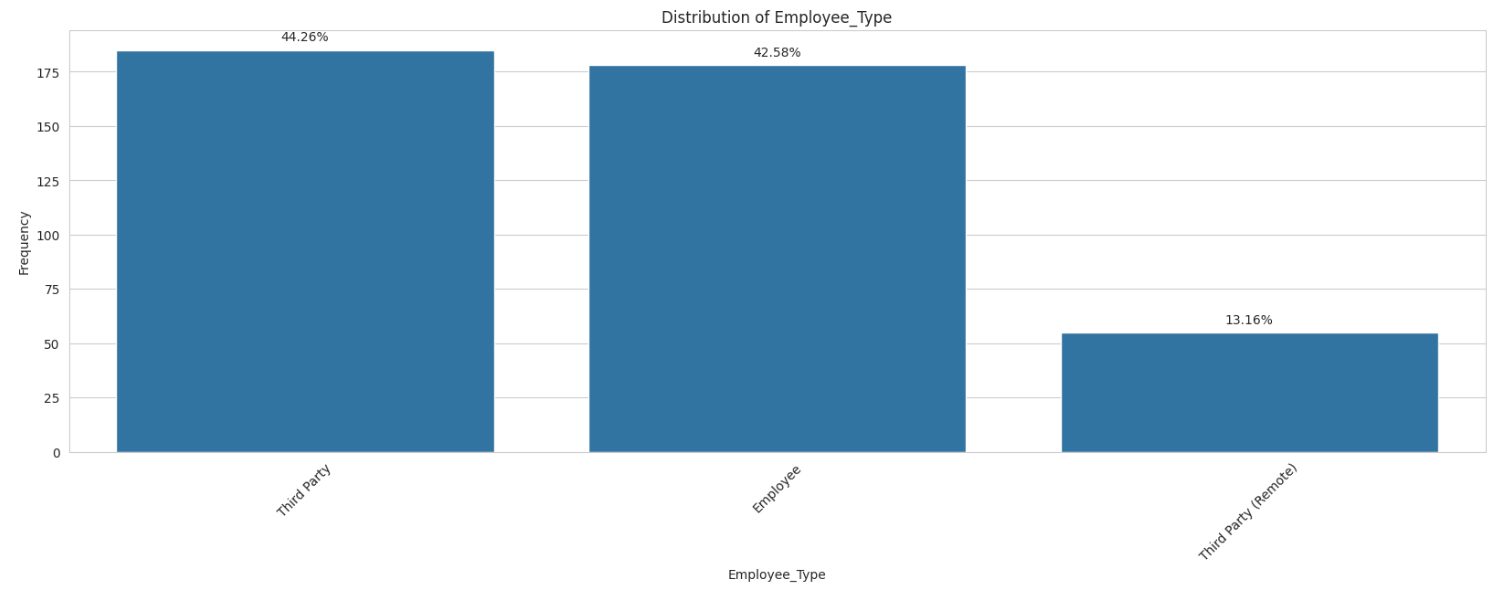 Distribution of Employee_Type
44.26%
42.58%
13.16%
Frequency
175
150
125
100
75
50
25
0
Third Party
Employee
Third Party (Remote)
Employee_Type